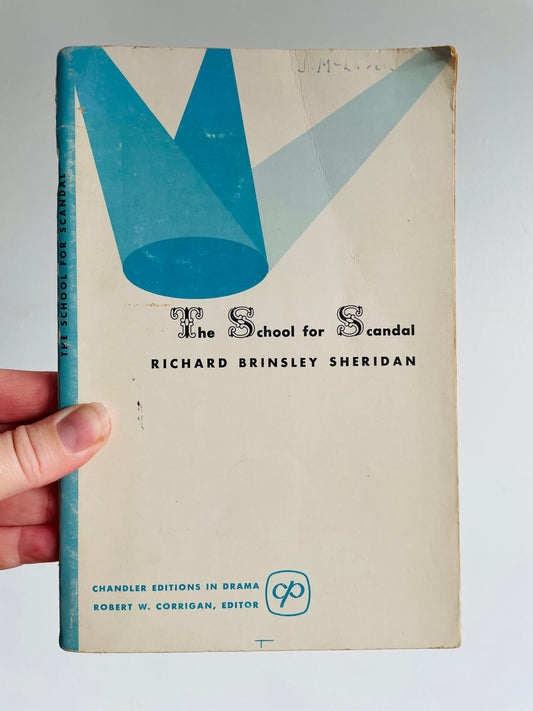 The School for Scandal
RICHARD BRINSLEY SHERIDAN
THE SCHOOL FOR SCANDAL
CHANDLER EDITIONS IN DRAMA
ROBERT W. CORRIGAN, EDITOR
cp